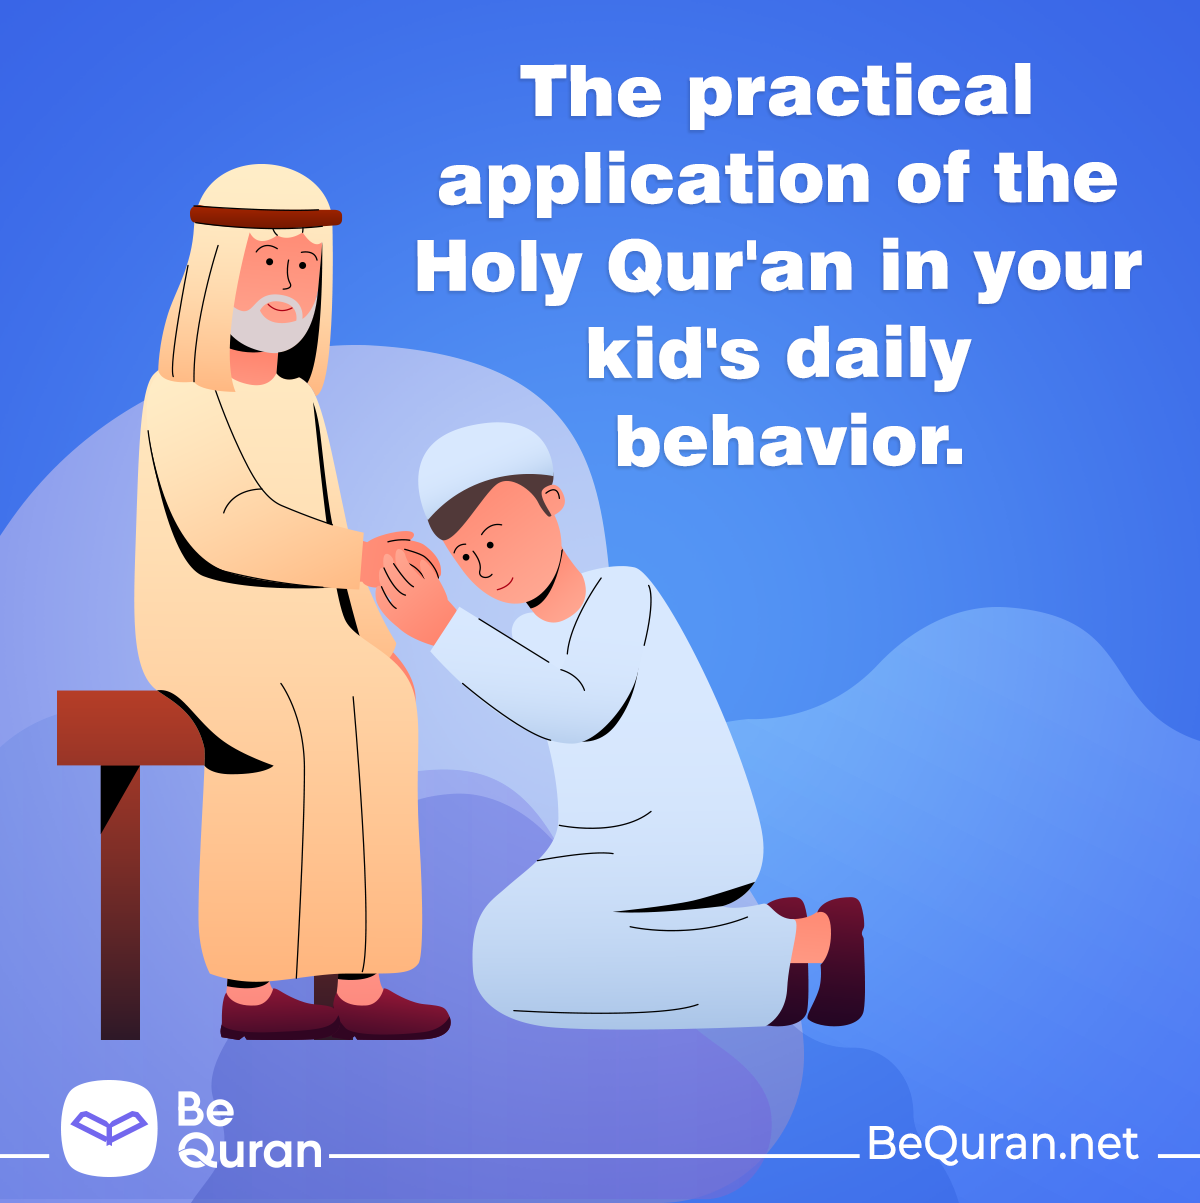 The practical
application of the
Holy Qur'an in your
kid's daily
behavior.
Be
Quran
BeQuran.net